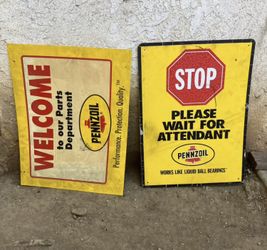 WELCOME
to our Parts
Department
PENNZOIL
Performance. Protection. Quality.™
STOP
PLEASE
WAIT FOR
ATTENDANT
PENNZOIL
WORKS LIKE LIQUID BALL BEARINGS